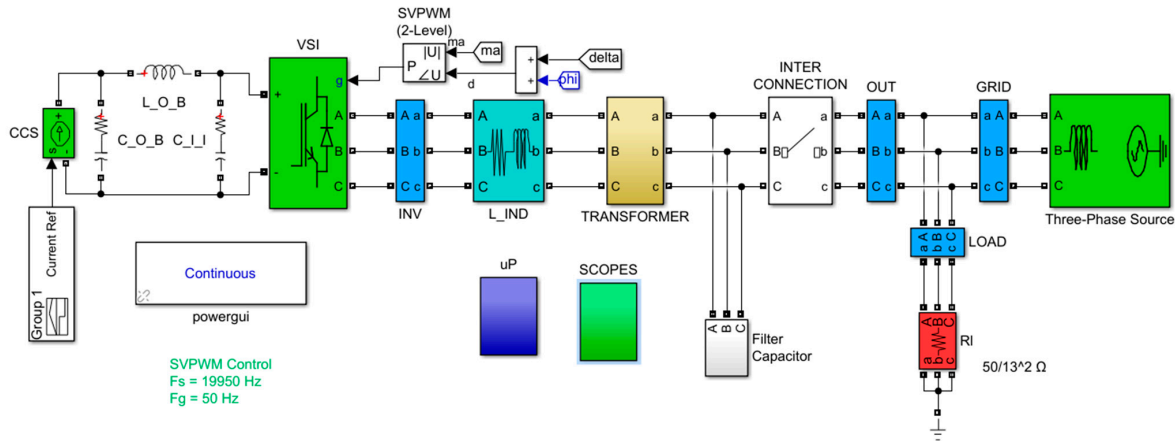 SVPWM
(2-Level)
VSI
ma
|U|
P
∠U
d
ma
delta
phi
+
+
g
INTER
CONNECTION
OUT
GRID
L_O_B
CCS
+
s
-
C_O_B C_I_I
+
-
A
B
C
A a
B b
C c
INV
A a
B b
C c
L_IND
A a
B b
C c
TRANSFORMER
A a
B b
C c
A a
B b
C c
a A
b B
c C
A
B
C
Three-Phase Source
Group 1
Current Ref
Continuous
powergui
uP
SCOPES
A B C
Filter
Capacitor
a A
b B
c C
LOAD
A
B
C
a
b
c
RI
50/13^2 Ω
SVPWM Control
Fs = 19950 Hz
Fg = 50 Hz